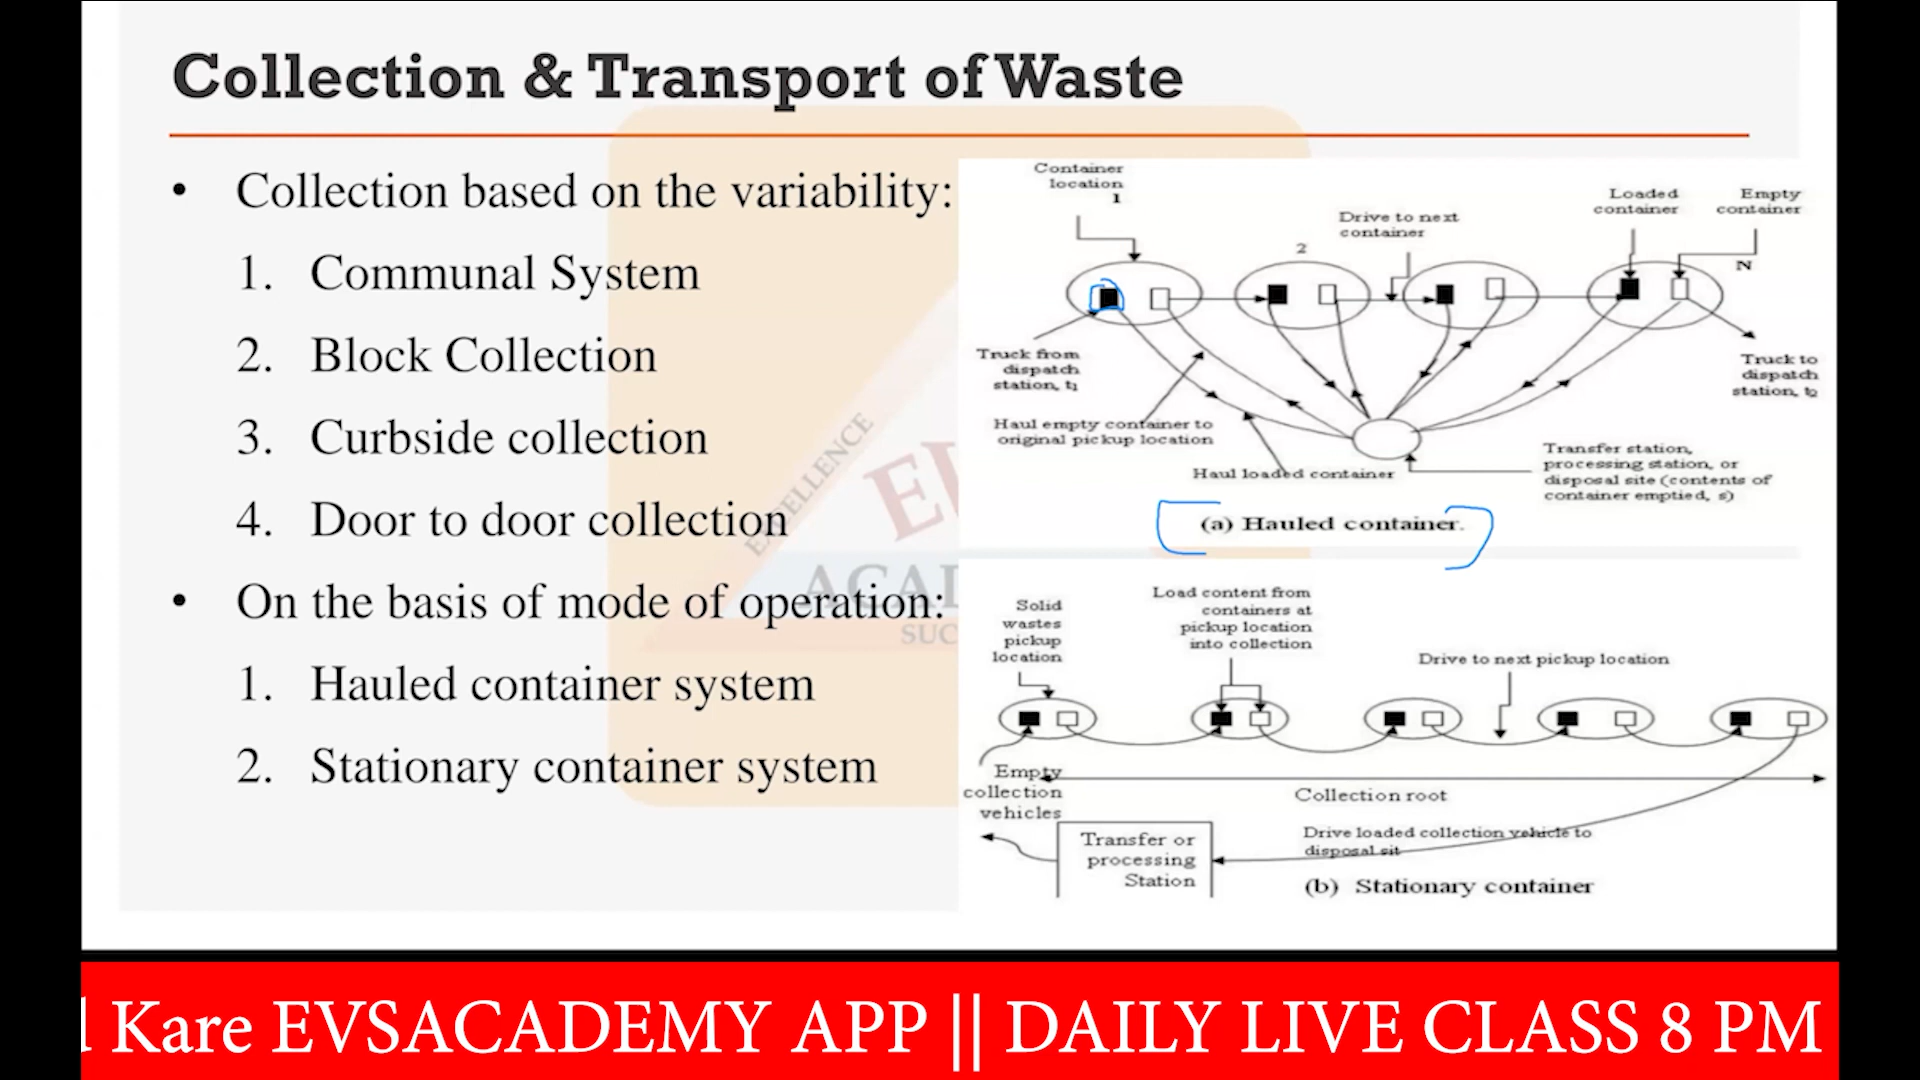 Collection & Transport of Waste
• Collection based on the variability:
1. Communal System
2. Block Collection
3. Curbside collection
4. Door to door collection
• On the basis of mode of operation:
1. Hauled container system
2. Stationary container system
Container
location
1
2
Drive to next
container
Loaded
container
Empty
container
N
Truck from
dispatch
station, t₁
Truck to
dispatch
station, t₂
Haul empty container to
original pickup location
Haul loaded container
Transfer station,
processing station, or
disposal site (contents of
container emptied, s)
(a) Hauled container.
Solid
wastes
pickup
location
Load content from
containers at
pickup location
into collection
Drive to next pickup location
Empty
collection
vehicles
Collection root
Transfer or
processing
Station
Drive loaded collection vehicle to
disposal sit
(b) Stationary container
EXCELLENCE
ACAD
SUC
Kare EVSACADEMY APP || DAILY LIVE CLASS 8 PM